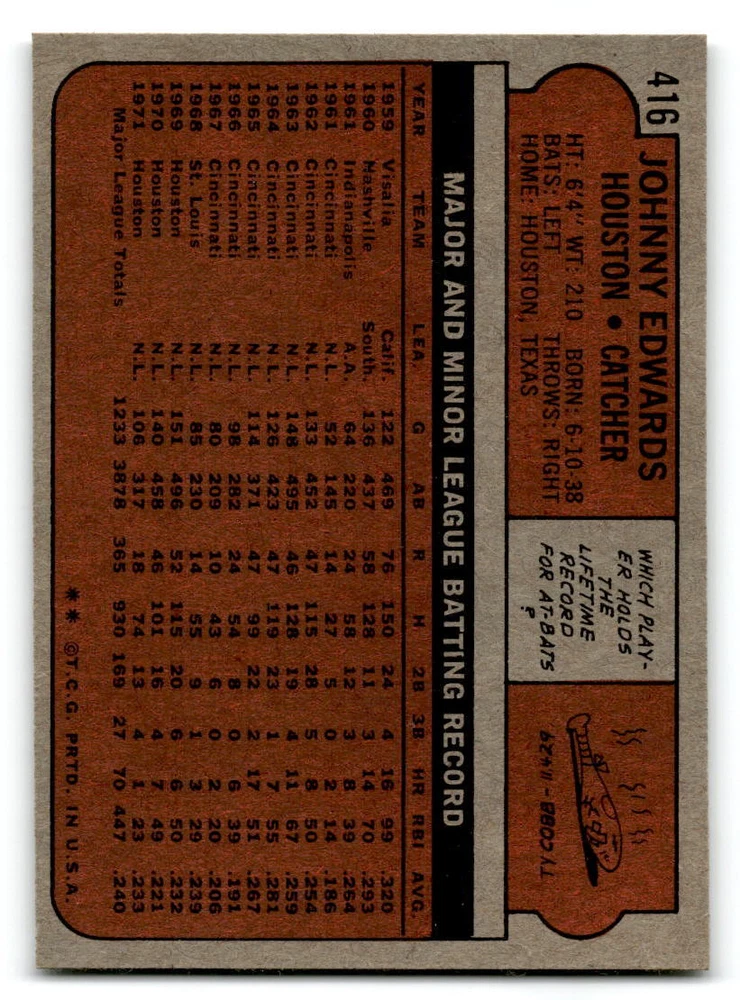 416 JOHNNY EDWARDS
HOUSTON • CATCHER
HT: 6'4" WT: 210 BORN: 6-10-38
BATS: LEFT THROWS: RIGHT
HOME: HOUSTON, TEXAS
WHICH PLAY-
ER HOLDS
THE
LIFETIME
RECORD
FOR AT-BATS
?
TY COBB - 11429
MAJOR AND MINOR LEAGUE BATTING RECORD
YEAR TEAM LEA. G AB R H 2B 3B HR RBI AVG.
1959 Visalia Calif. 122 469 76 150 24 4 16 99 .320
1960 Nashville South. 136 437 58 128 11 3 14 70 .293
1961 Indianapolis A.A. 64 220 24 58 12 3 8 39 .264
1961 Cincinnati N.L. 52 145 14 27 5 0 2 14 .186
1962 Cincinnati N.L. 133 452 47 115 28 5 8 50 .254
1963 Cincinnati N.L. 148 495 46 128 19 4 11 67 .259
1964 Cincinnati N.L. 126 423 47 119 23 1 7 55 .281
1965 Cincinnati N.L. 114 371 47 99 22 2 17 51 .267
1966 Cincinnati N.L. 98 282 24 54 8 0 6 39 .191
1967 Cincinnati N.L. 80 209 10 43 6 0 2 20 .206
1968 St. Louis N.L. 85 230 14 55 9 1 3 29 .239
1969 Houston N.L. 151 496 52 115 20 6 6 50 .232
1970 Houston N.L. 140 458 46 101 16 4 7 49 .221
1971 Houston N.L. 106 317 18 74 13 4 1 23 .233
Major League Totals 1233 3878 365 930 169 27 70 447 .240
** ©T.C.G. PRTD. IN U.S.A.